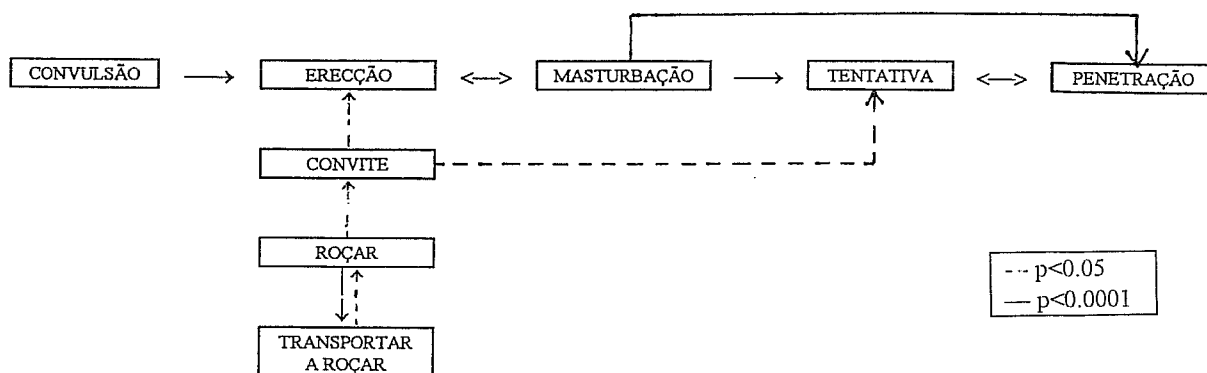 CONVULSÃO
ERECÇÃO
MASTURBAÇÃO
TENTATIVA
PENETRAÇÃO
CONVITE
ROÇAR
TRANSPORTAR
A ROÇAR
p<0.05
p<0.0001